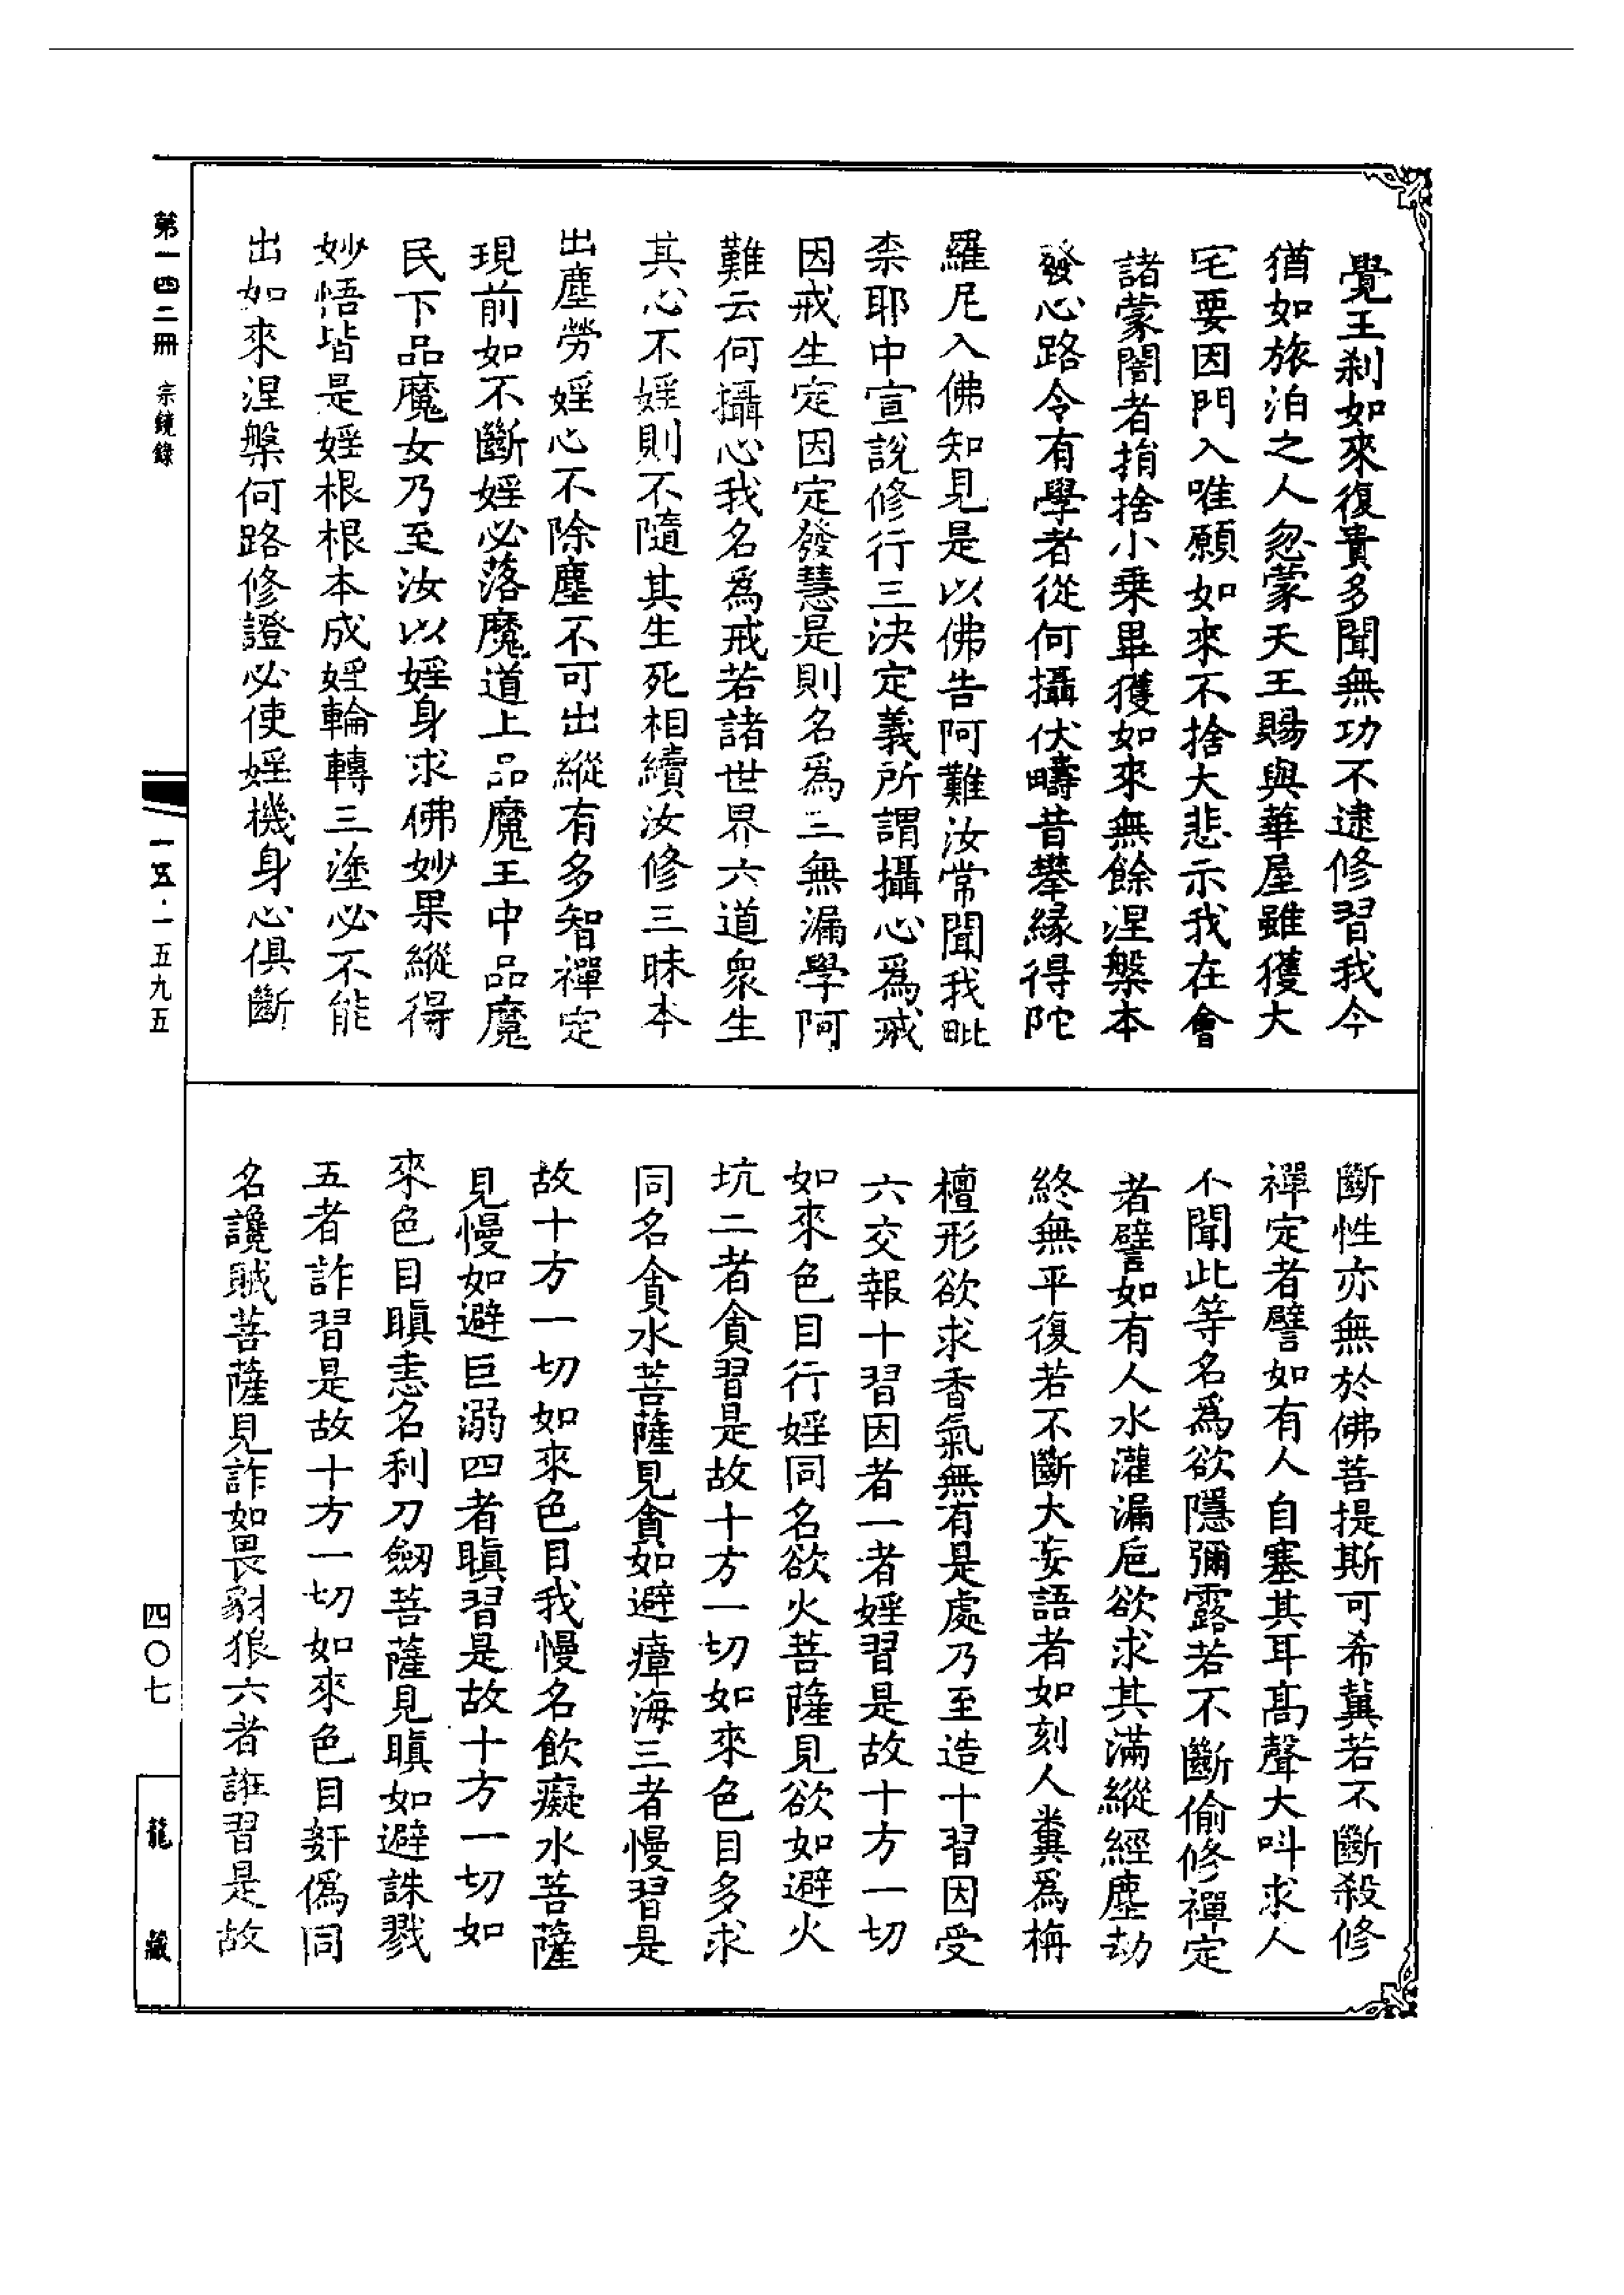 覺王刹如來復責多聞無功不逮修習我今
猶如旅泊之人忽蒙天王賜與華屋雖獲大
宅要因門入唯願如來不捨大悲示我在會
諸蒙闇者捐捨小乗畢獲如來無餘涅槃本
發心路令有學者從何攝伏疇昔攀緣得陀
羅尼入佛知見是以佛告阿難汝常聞我毗
柰耶中宣說修行三決定義所謂攝心爲戒
因戒生定因定發慧是則名爲三無漏學阿
難云何攝心我名爲戒若諸世界六道衆生
其心不婬則不隨其生死相續汝修三昧本
出塵勞婬心不除塵不可出縱有多智禪定
現前如不斷婬必落魔道上品魔王中品魔
民下品魔女乃至汝以婬身求佛妙果縱得
妙悟皆是婬根根本成婬輪轉三塗必不能
出如來涅槃何路修證必使婬機身心俱斷
斷性亦無於佛菩提斯可希冀若不斷殺修
禪定者譬如有人自塞其耳髙聲大呌求人
不聞此等名爲欲隱彌露若不斷偷修禪定
者譬如有人水灌漏卮欲求其滿縱經塵劫
終無平復若不斷大妄語者如刻人糞爲栴
檀形欲求香氣無有是處乃至造十習因受
六交報十習因者一者婬習是故十方一切
如來色目行婬同名欲火菩薩見欲如避火
坑二者貪習是故十方一切如來色目多求
同名貪水菩薩見貪如避瘴海三者慢習是
故十方一切如來色目我慢名飲癡水菩薩
見慢如避巨溺四者瞋習是故十方一切如
來色目瞋恚名利刀劒菩薩見瞋如避誅戮
五者詐習是故十方一切如來色目姧僞同
名讒賊菩薩見詐如畏豺狼六者誑習是故
第一四二冊 宗鏡錄
一五·一五九五
四〇七
龍藏